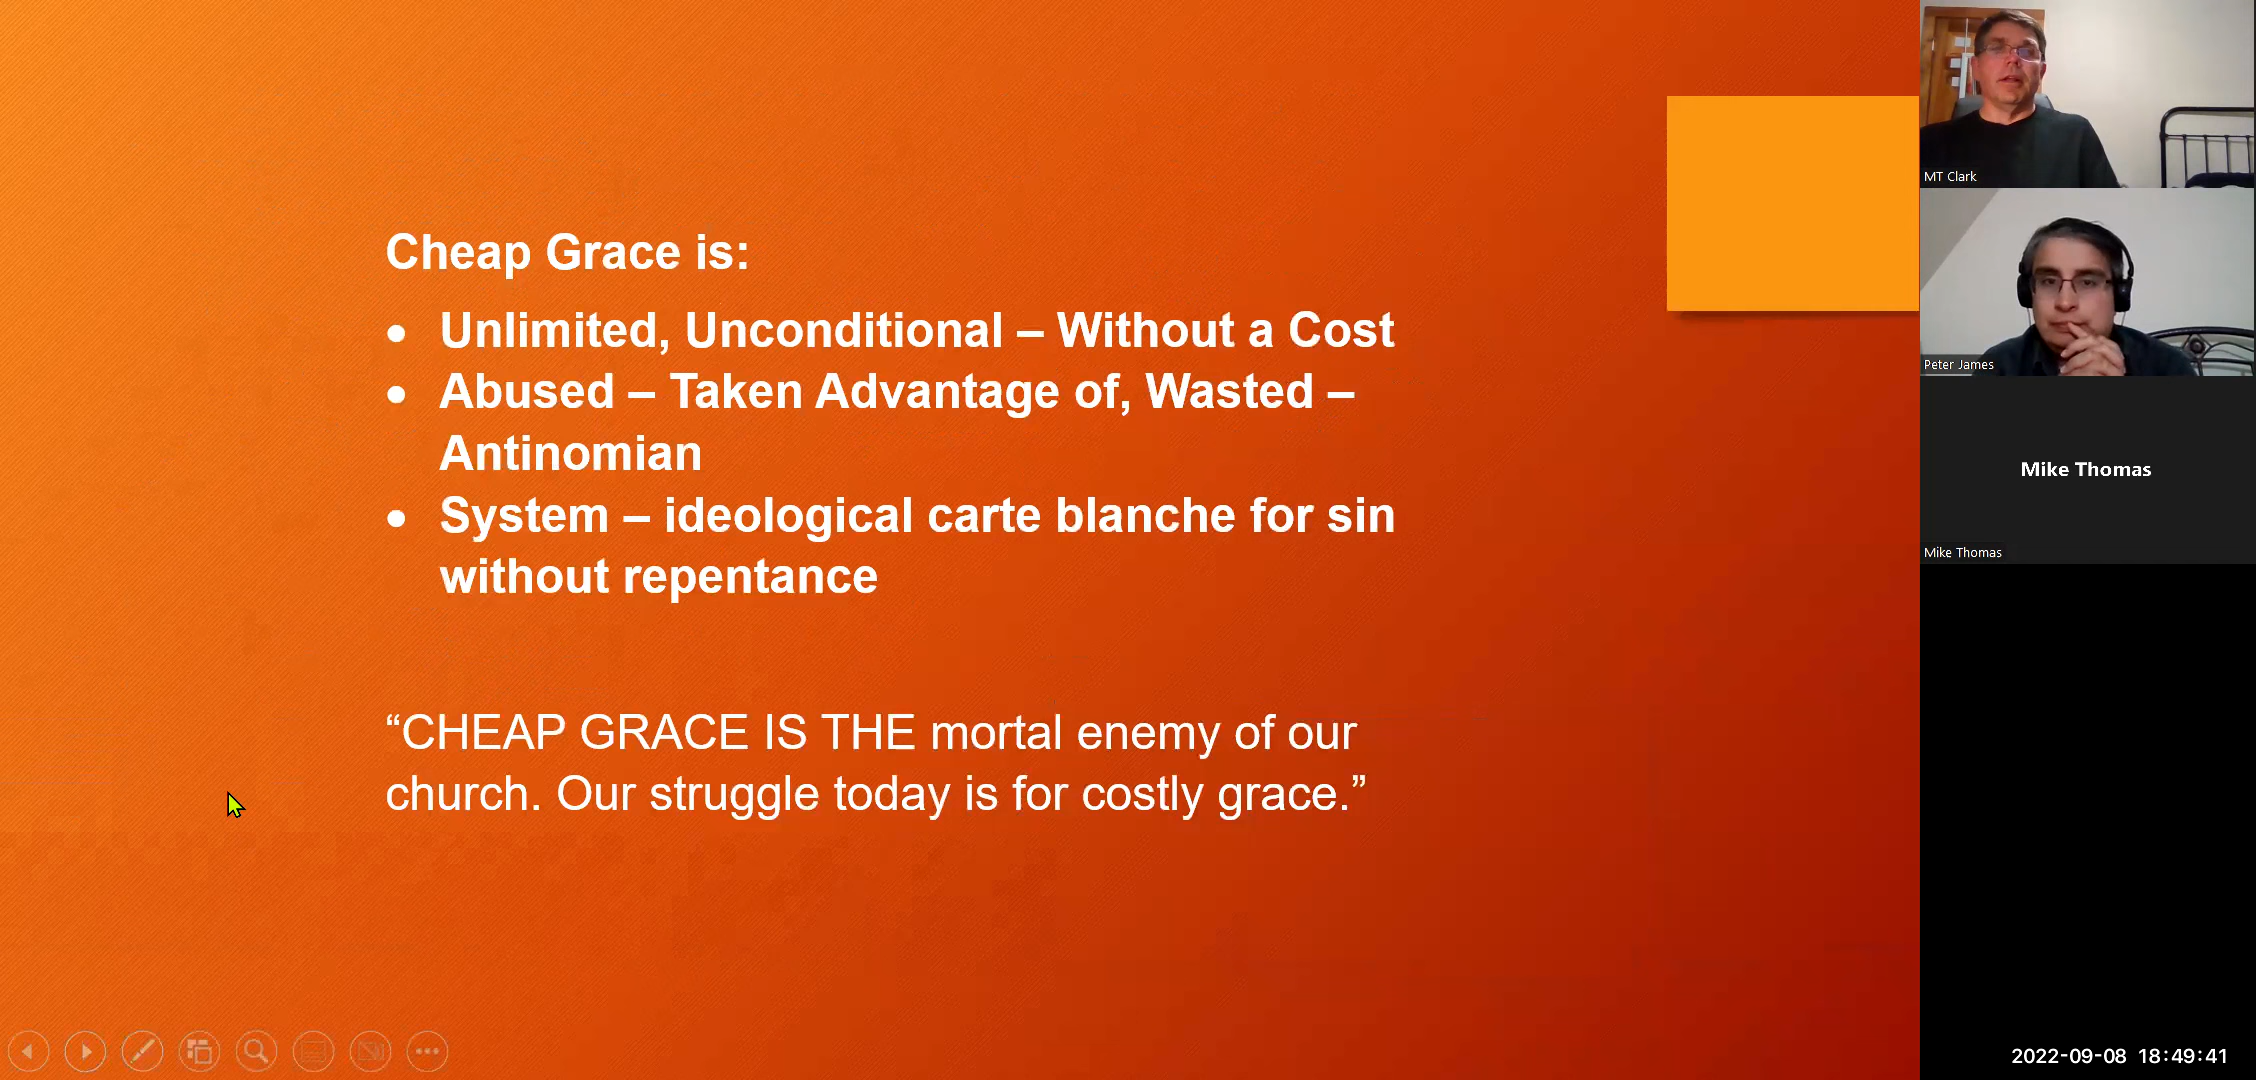 Cheap Grace is:
● Unlimited, Unconditional – Without a Cost
● Abused – Taken Advantage of, Wasted –
Antinomian
● System – ideological carte blanche for sin
without repentance
“CHEAP GRACE IS THE mortal enemy of our
church. Our struggle today is for costly grace.”
MT Clark
Peter James
Mike Thomas
Mike Thomas
2022-09-08 18:49:41